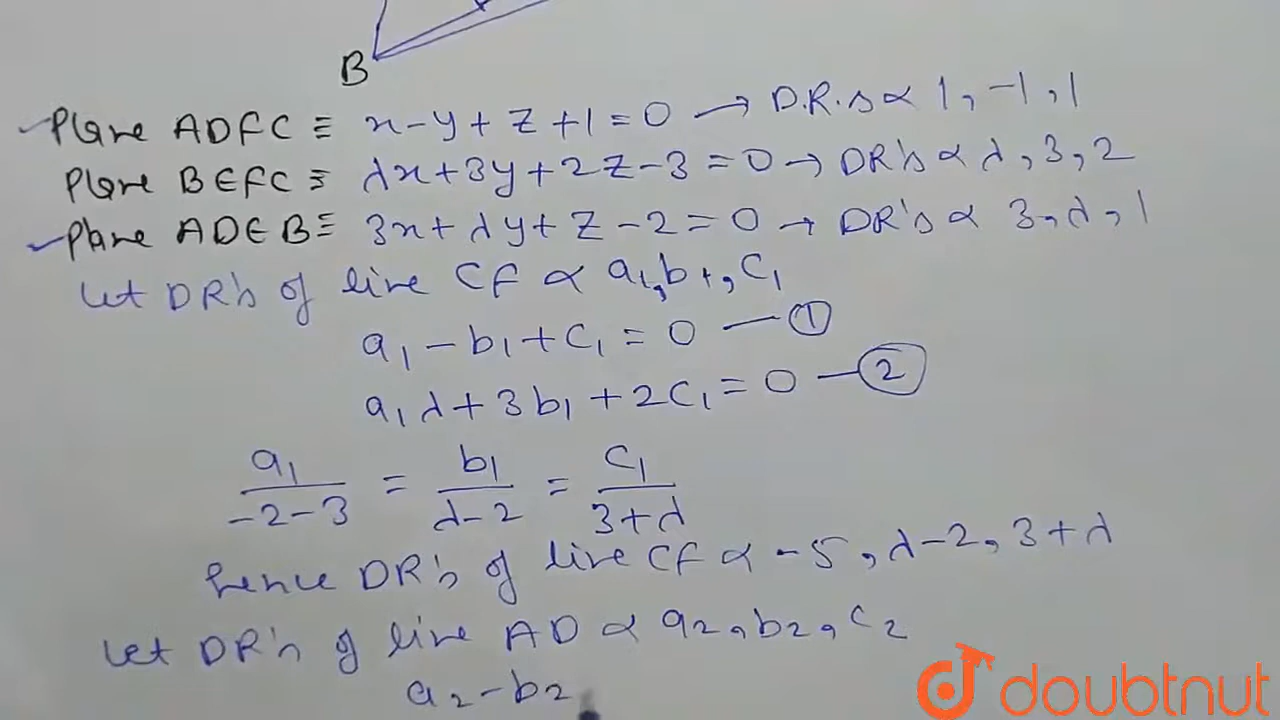 B
Plane ADFC ≡ x-y+z+1=0 → D.R.s ∝ 1, -1, 1
Plane BEFC ≡ λx+3y+2z-3=0 → DR's ∝ λ, 3, 2
Plane ADEB ≡ 3x+λy+z-2=0 → DR's ∝ 3, λ, 1
Let DR's of line CF ∝ a₁, b₁, c₁
a₁-b₁+c₁=0 — ①
a₁λ+3b₁+2c₁=0 — ②
a₁/(-2-3) = b₁/(λ-2) = c₁/(3+λ)
hence DR's of line CF ∝ -5, λ-2, 3+λ
Let DR's of line AD ∝ a₂, b₂, c₂
a₂-b₂
doubtnut